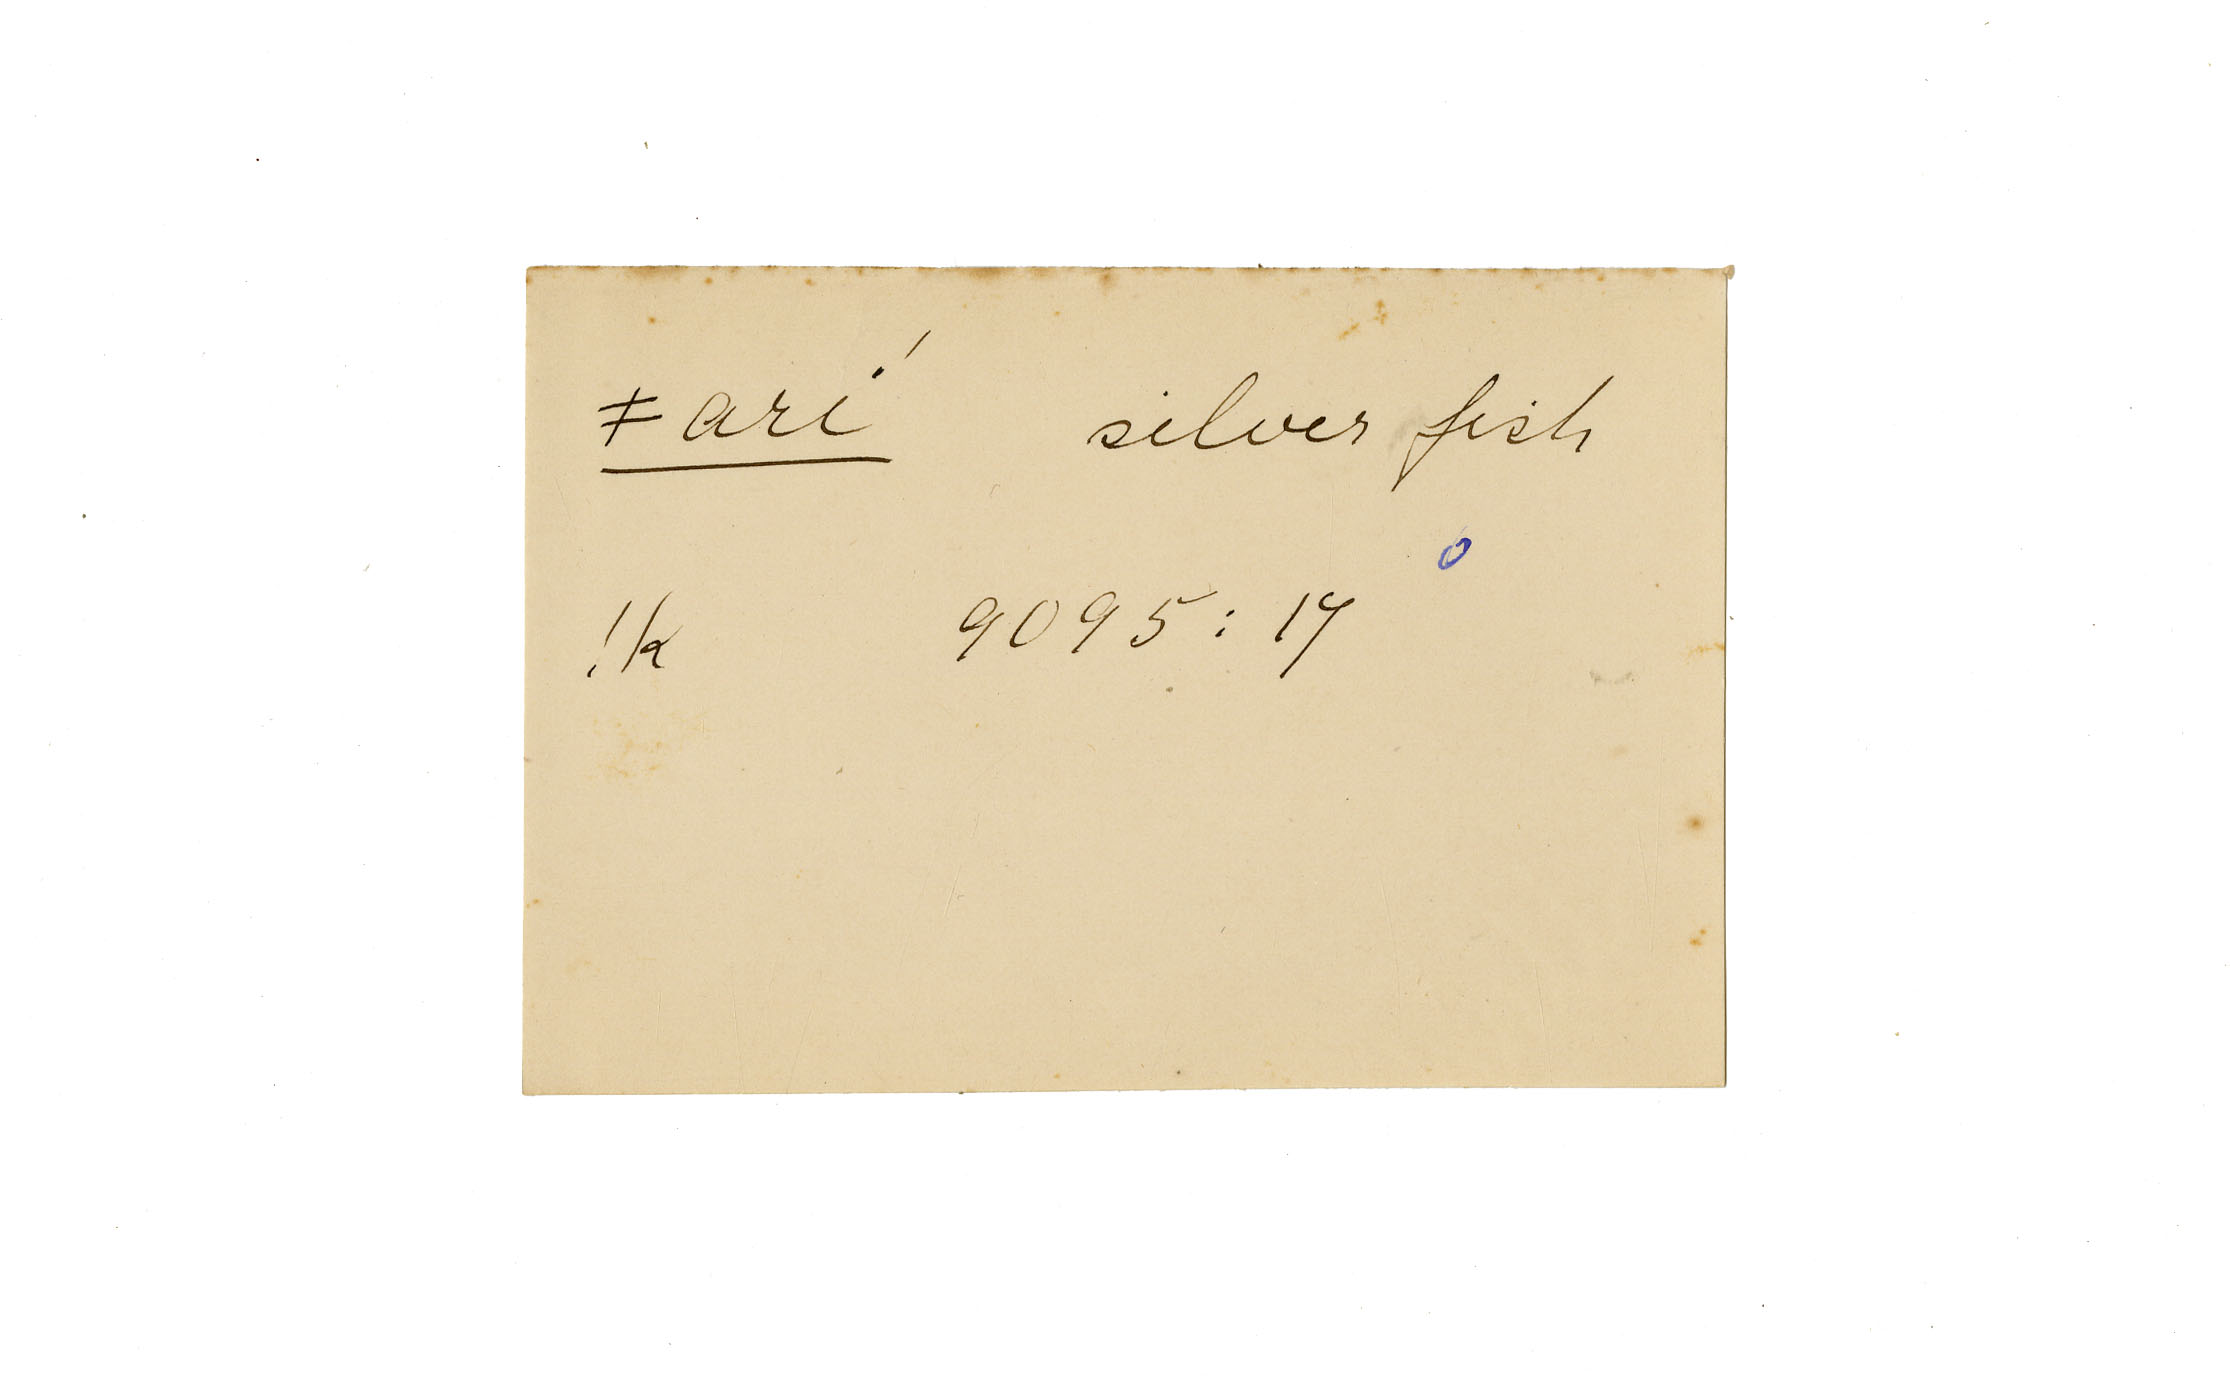 ǂarí silver fish
o
!k 9095:17